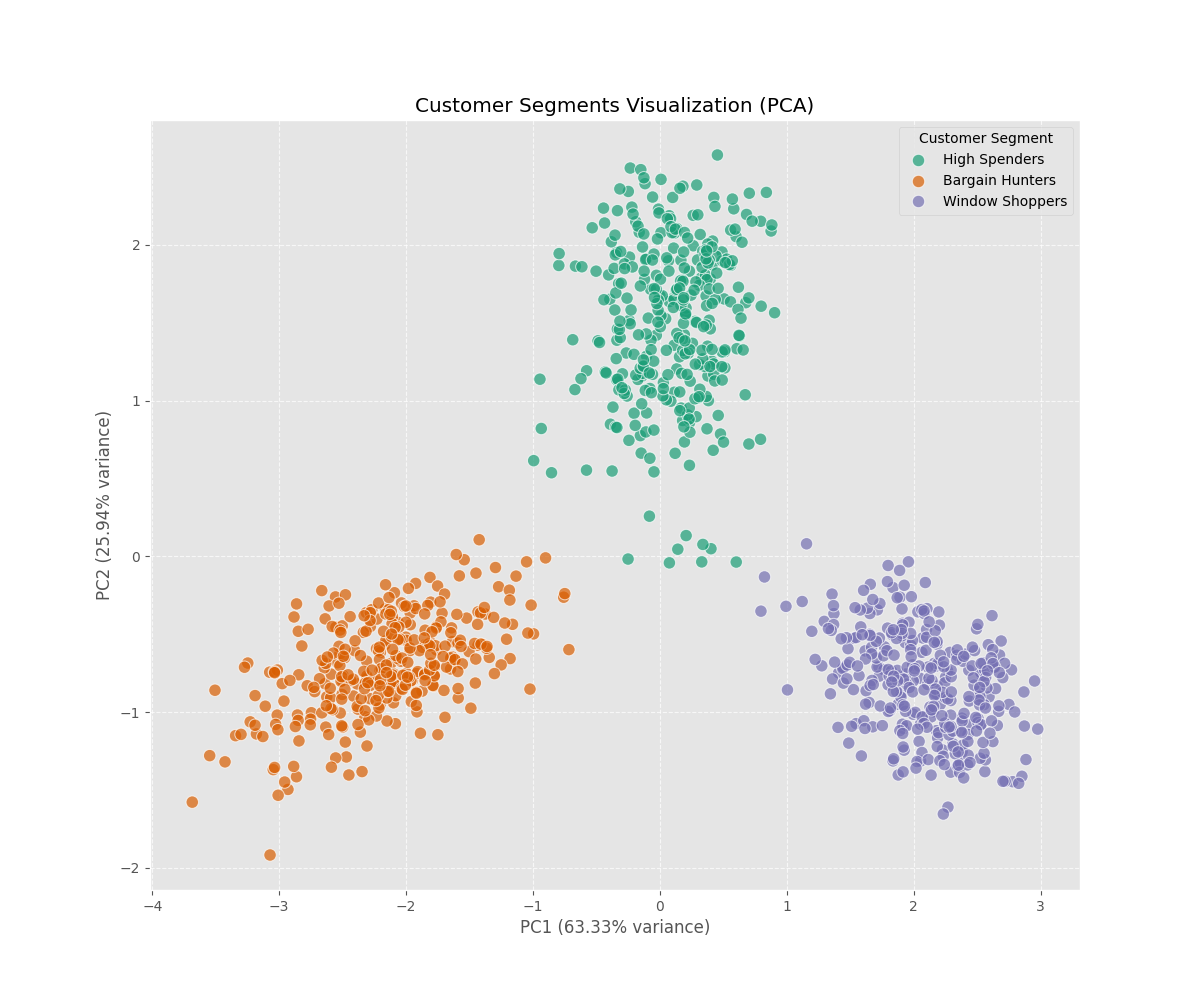 Customer Segments Visualization (PCA)
Customer Segment
High Spenders
Bargain Hunters
Window Shoppers
PC2 (25.94% variance)
2
1
0
−1
−2
−4
−3
−2
−1
0
1
2
3
PC1 (63.33% variance)